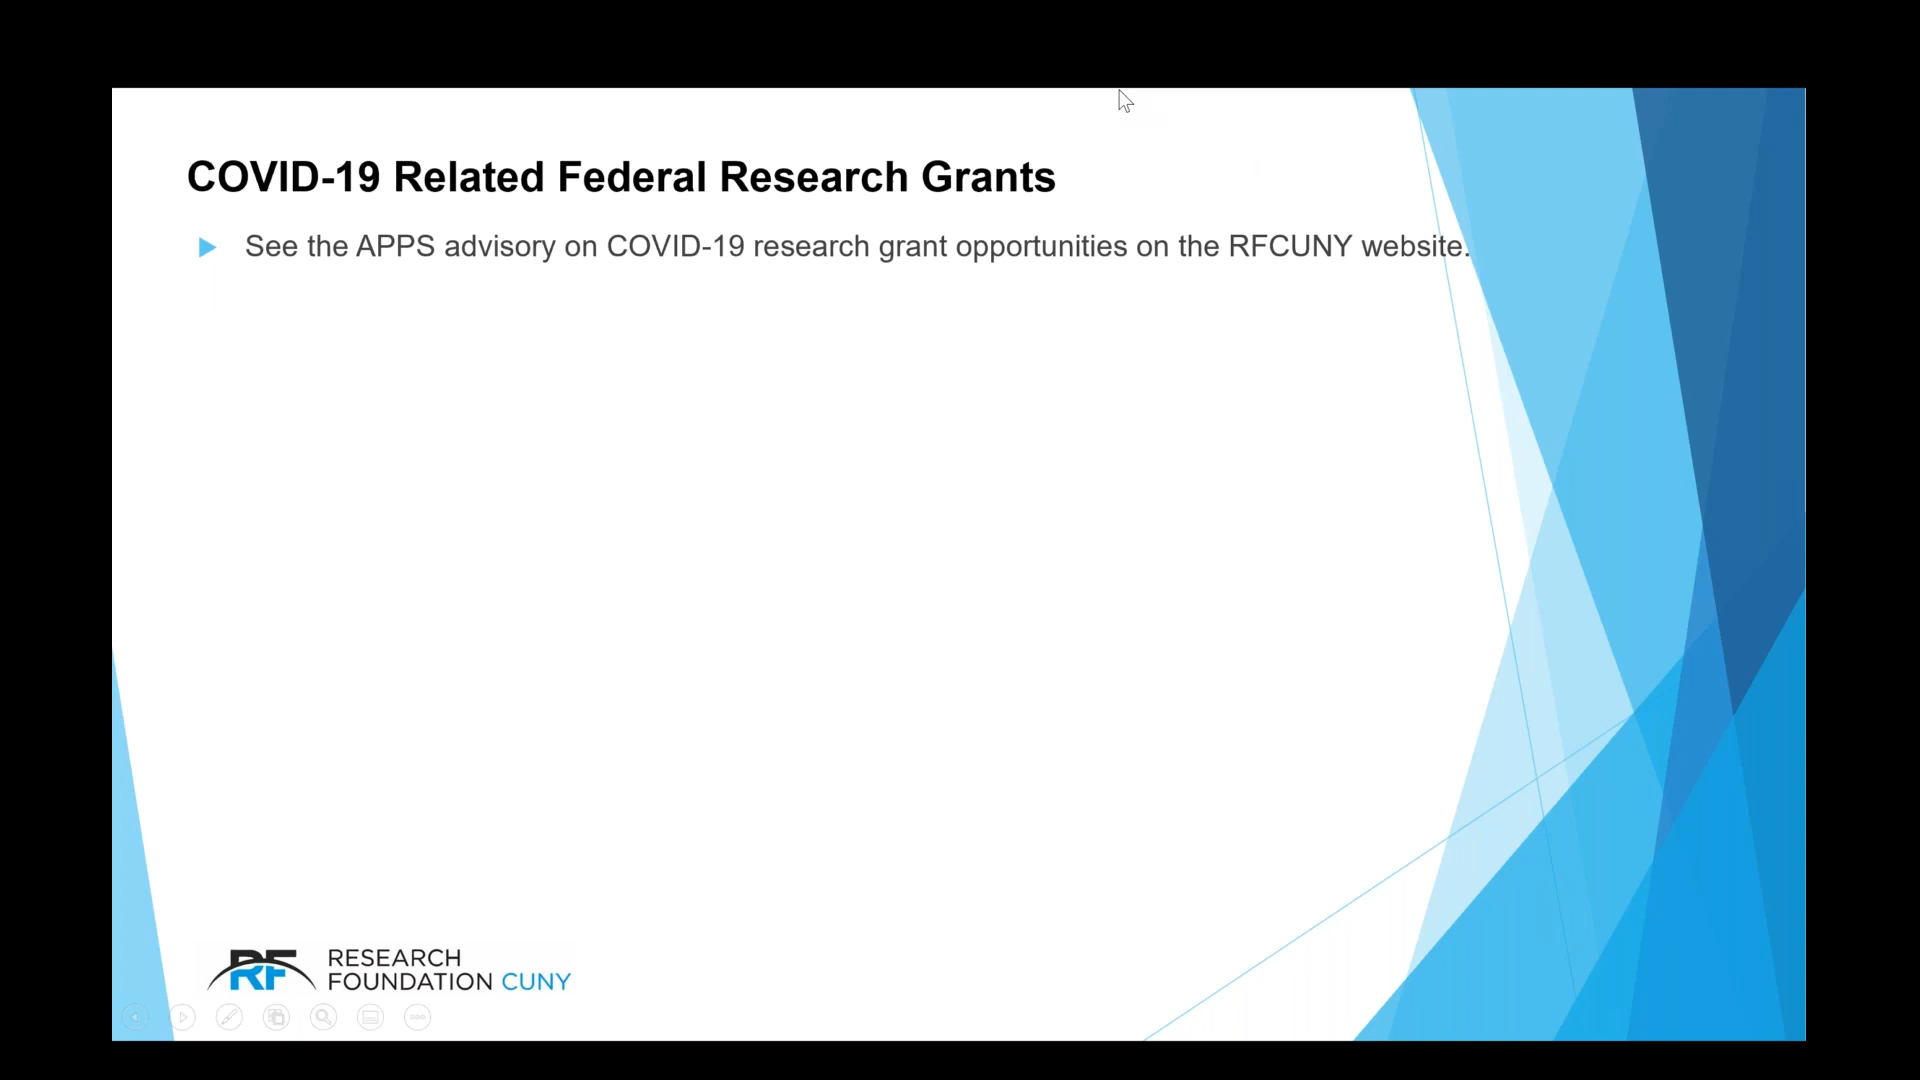 COVID-19 Related Federal Research Grants
See the APPS advisory on COVID-19 research grant opportunities on the RFCUNY website.
RF
RESEARCH
FOUNDATION CUNY